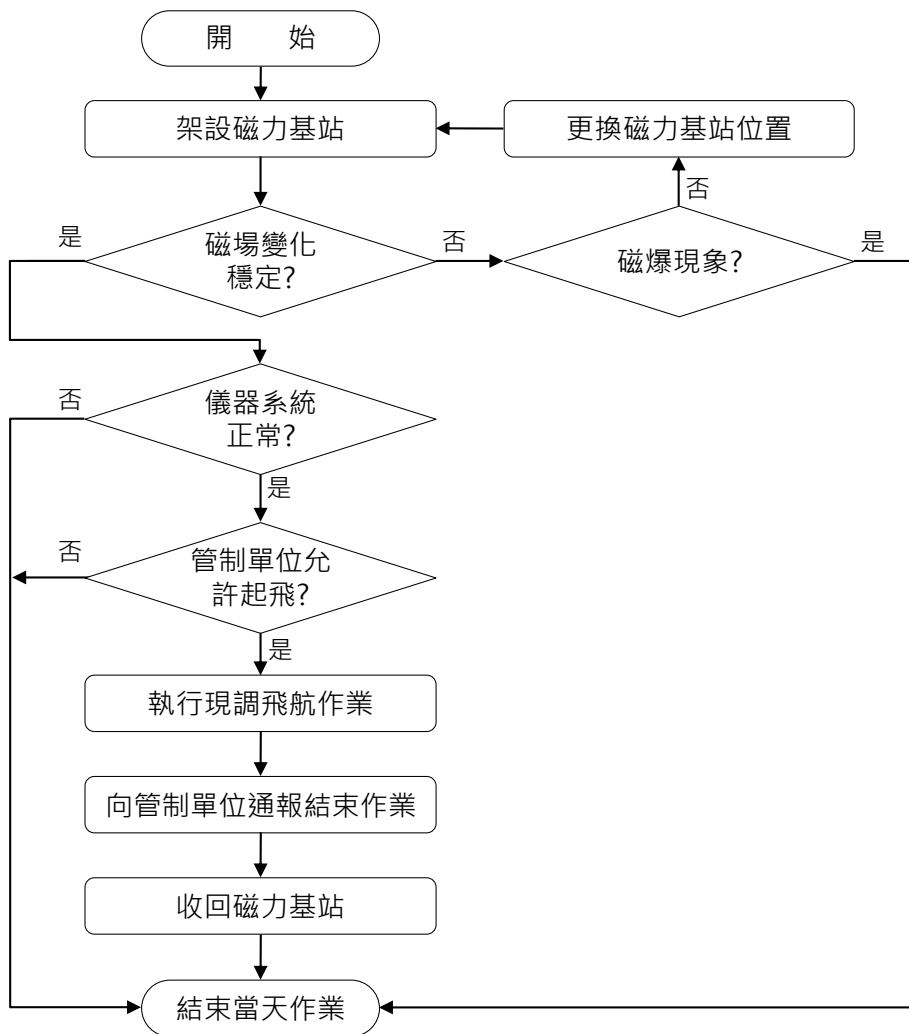 開 始
架設磁力基站
更換磁力基站位置
否
是
磁場變化
穩定?
否
磁爆現象?
是
否
儀器系統
正常?
是
否
管制單位允
許起飛?
是
執行現調飛航作業
向管制單位通報結束作業
收回磁力基站
結束當天作業